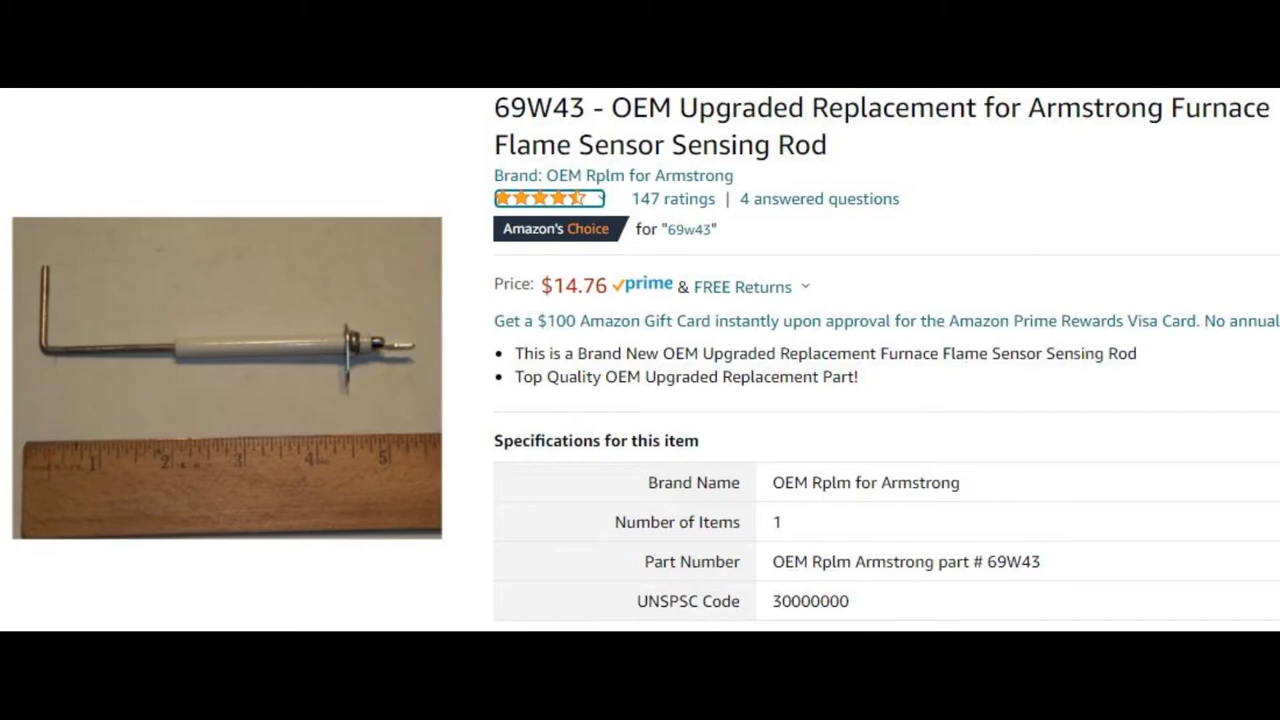 69W43 - OEM Upgraded Replacement for Armstrong Furnace
Flame Sensor Sensing Rod
Brand: OEM Rplm for Armstrong
147 ratings | 4 answered questions
Amazon's Choice for "69w43"
Price: $14.76 prime & FREE Returns
Get a $100 Amazon Gift Card instantly upon approval for the Amazon Prime Rewards Visa Card. No annual
• This is a Brand New OEM Upgraded Replacement Furnace Flame Sensor Sensing Rod
• Top Quality OEM Upgraded Replacement Part!
Specifications for this item
Brand Name OEM Rplm for Armstrong
Number of Items 1
Part Number OEM Rplm Armstrong part # 69W43
UNSPSC Code 30000000
1 2 3 4 5